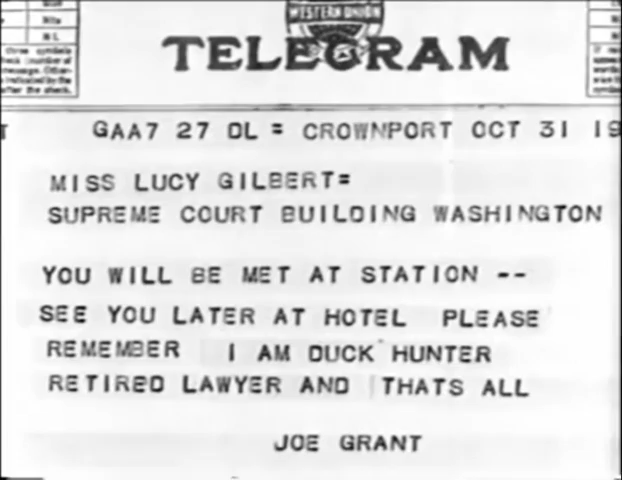 WESTERN UNION
TELEGRAM
GAA7 27 DL = CROWNPORT OCT 31 19
MISS LUCY GILBERT=
SUPREME COURT BUILDING WASHINGTON
YOU WILL BE MET AT STATION --
SEE YOU LATER AT HOTEL PLEASE
REMEMBER I AM DUCK HUNTER
RETIRED LAWYER AND THATS ALL
JOE GRANT